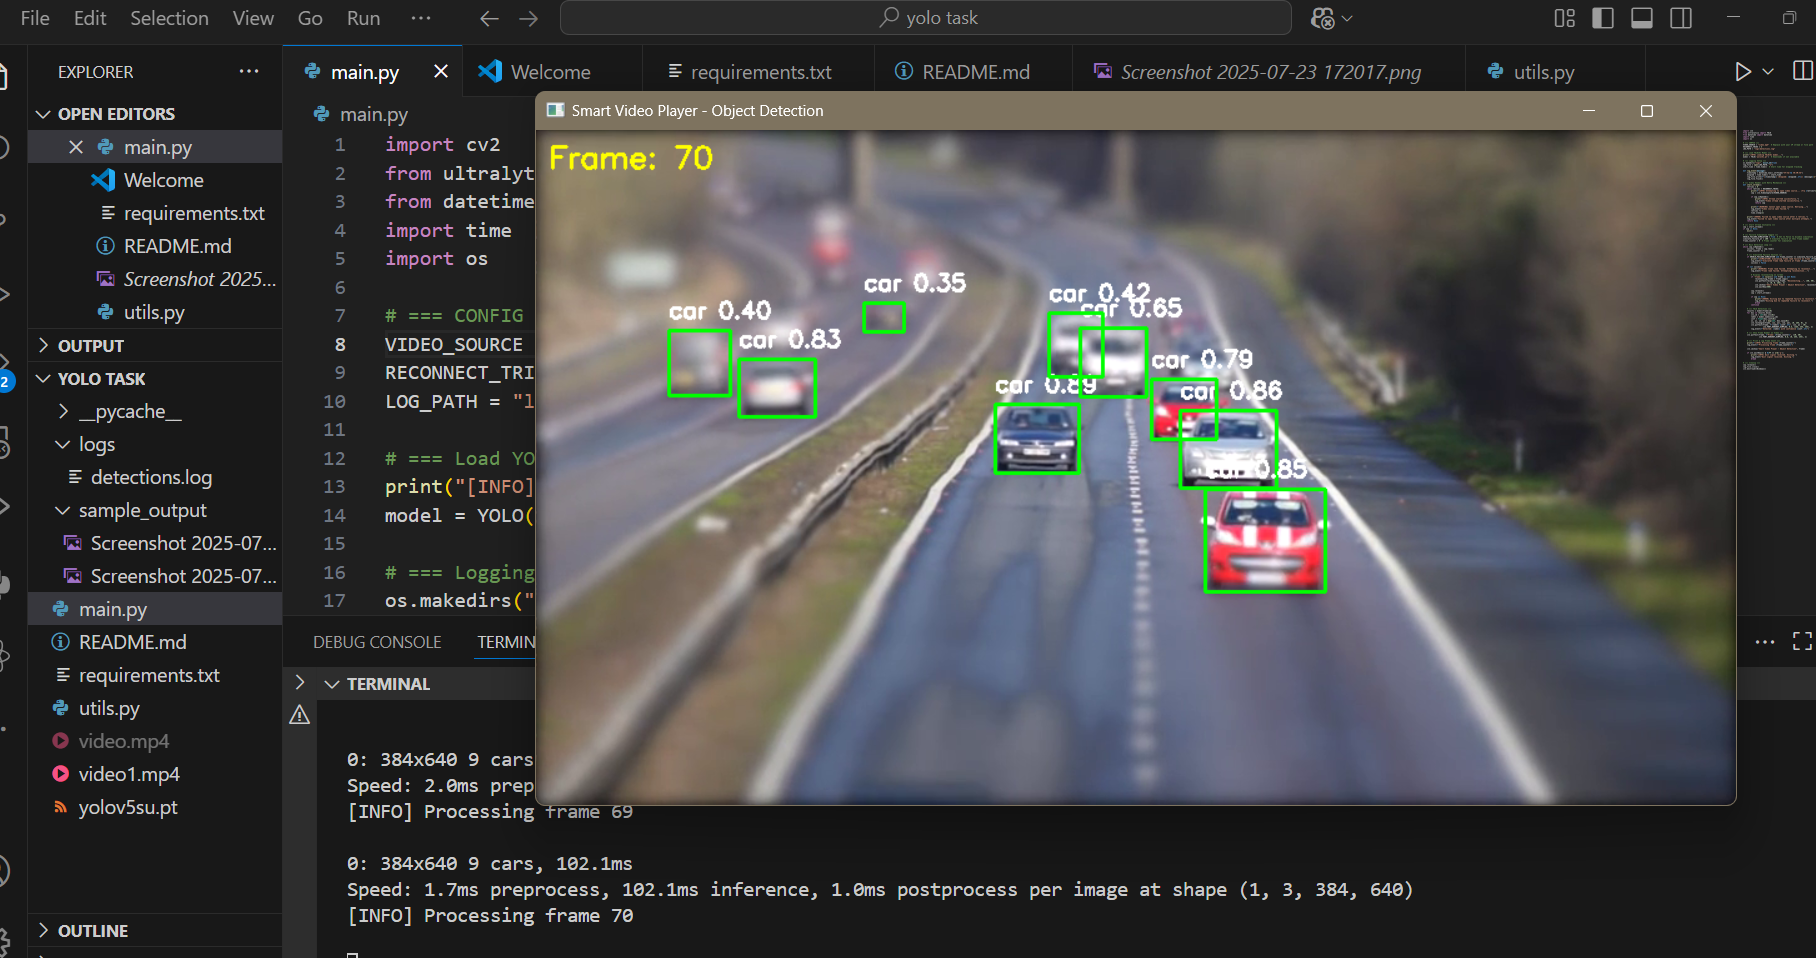 File Edit Selection View Go Run ...
yolo task
EXPLORER
OPEN EDITORS
main.py
Welcome
requirements.txt
README.md
Screenshot 2025...
utils.py
OUTPUT
YOLO TASK
__pycache__
logs
detections.log
sample_output
Screenshot 2025-07...
Screenshot 2025-07...
main.py
README.md
requirements.txt
utils.py
video.mp4
video1.mp4
yolov5su.pt
OUTLINE
2
main.py Welcome requirements.txt README.md Screenshot 2025-07-23 172017.png utils.py
main.py
1 import cv2
2 from ultralyt
3 from datetime
4 import time
5 import os
6
7 # === CONFIG
8 VIDEO_SOURCE
9 RECONNECT_TRI
10 LOG_PATH = "l
11
12 # === Load YO
13 print("[INFO]
14 model = YOLO(
15
16 # === Logging
17 os.makedirs("
Smart Video Player - Object Detection
Frame: 70
car 0.35
car 0.42
car 0.65
car 0.40
car 0.83
car 0.79
car 0.89
car 0.86
car 0.85
DEBUG CONSOLE TERMIN
TERMINAL
0: 384x640 9 cars
Speed: 2.0ms prep
[INFO] Processing frame 69
0: 384x640 9 cars, 102.1ms
Speed: 1.7ms preprocess, 102.1ms inference, 1.0ms postprocess per image at shape (1, 3, 384, 640)
[INFO] Processing frame 70